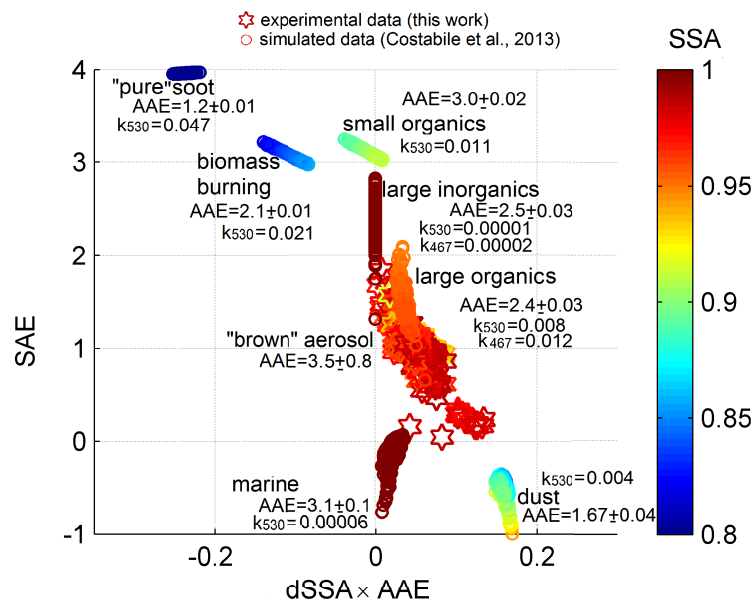 experimental data (this work)
simulated data (Costabile et al., 2013)
SSA
4
3
2
1
0
-1
SAE
-0.2
0
0.2
dSSA × AAE
"pure" soot
AAE=1.2±0.01
k530=0.047
biomass
burning
AAE=2.1±0.01
k530=0.021
AAE=3.0±0.02
small organics
k530=0.011
large inorganics
AAE=2.5±0.03
k530=0.00001
k467=0.00002
large organics
AAE=2.4±0.03
k530=0.008
k467=0.012
"brown" aerosol
AAE=3.5±0.8
marine
AAE=3.1±0.1
k530=0.00006
k530=0.004
dust
AAE=1.67±0.04
1
0.95
0.9
0.85
0.8